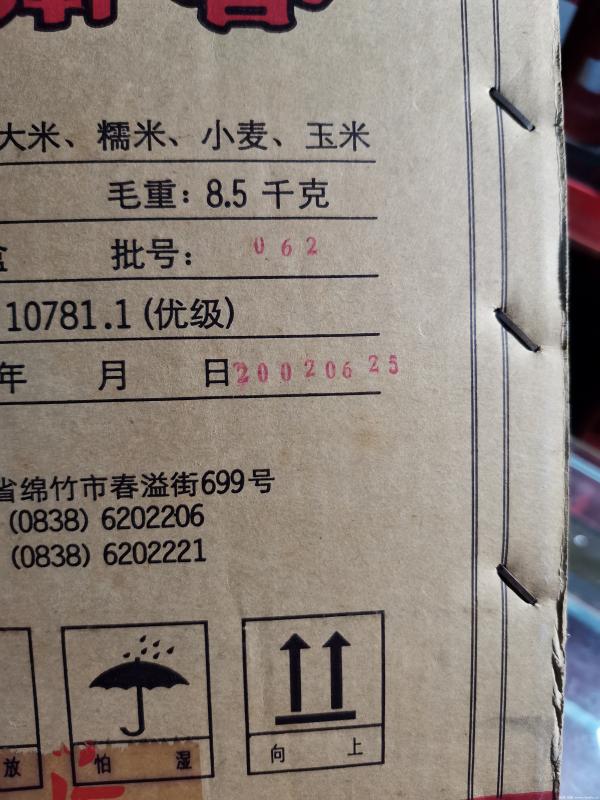 大米、糯米、小麦、玉米
毛重：8.5 千克
盒 批号： 062
10781.1 (优级)
年 月 日20020625
省绵竹市春溢街699号
(0838) 6202206
(0838) 6202221
放 怕 湿 向 上